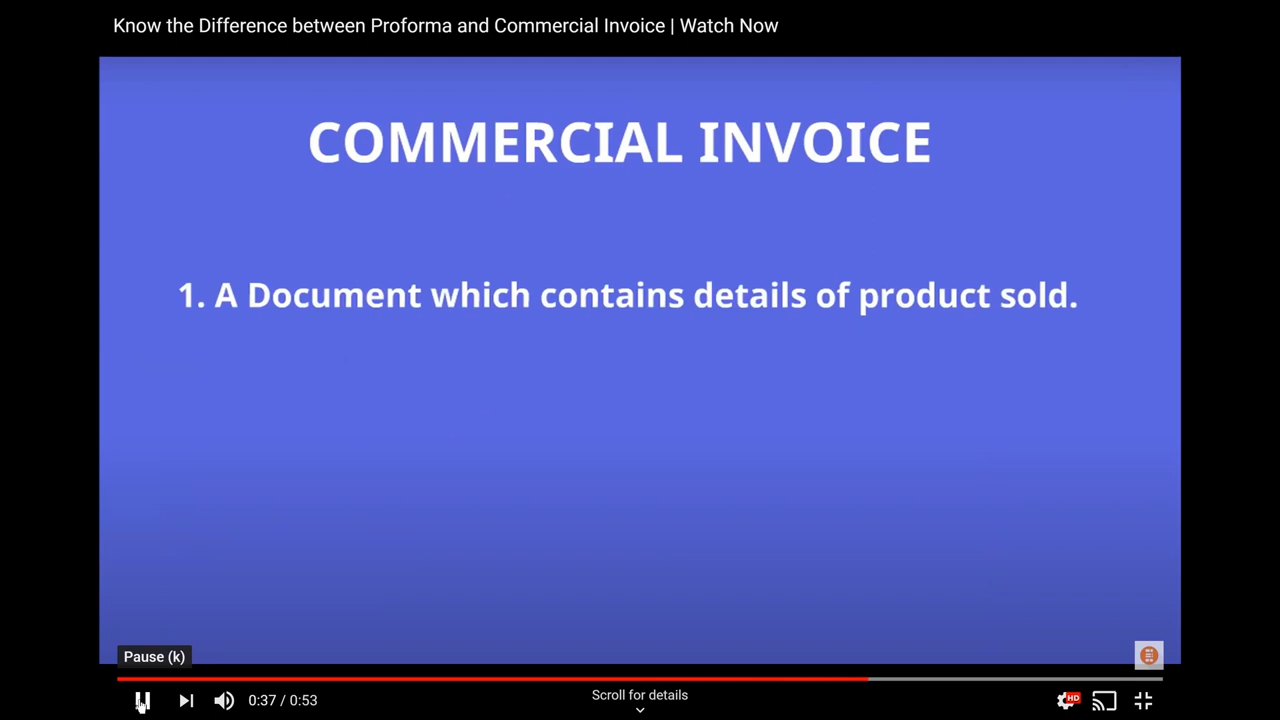 Know the Difference between Proforma and Commercial Invoice | Watch Now
COMMERCIAL INVOICE
1. A Document which contains details of product sold.
Pause (k)
0:37 / 0:53
Scroll for details
HD